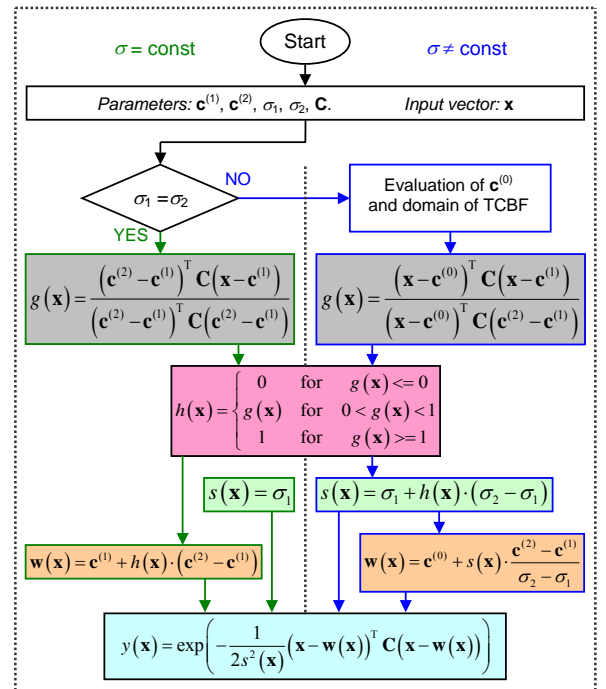 Start
σ = const
σ ≠ const
Parameters: c⁽¹⁾, c⁽²⁾, σ₁, σ₂, C. Input vector: x
σ₁ = σ₂
NO
YES
Evaluation of c⁽⁰⁾
and domain of TCBF
g(x) = (c⁽²⁾ − c⁽¹⁾)ᵀ C(x − c⁽¹⁾) / (c⁽²⁾ − c⁽¹⁾)ᵀ C(c⁽²⁾ − c⁽¹⁾)
g(x) = (x − c⁽⁰⁾)ᵀ C(x − c⁽¹⁾) / (x − c⁽⁰⁾)ᵀ C(c⁽²⁾ − c⁽¹⁾)
h(x) = { 0 for g(x) <= 0
g(x) for 0 < g(x) < 1
1 for g(x) >= 1
s(x) = σ₁
s(x) = σ₁ + h(x)·(σ₂ − σ₁)
w(x) = c⁽¹⁾ + h(x)·(c⁽²⁾ − c⁽¹⁾)
w(x) = c⁽⁰⁾ + s(x)· c⁽²⁾ − c⁽¹⁾ / σ₂ − σ₁
y(x) = exp(− 1 / 2s²(x) (x − w(x))ᵀ C(x − w(x)))